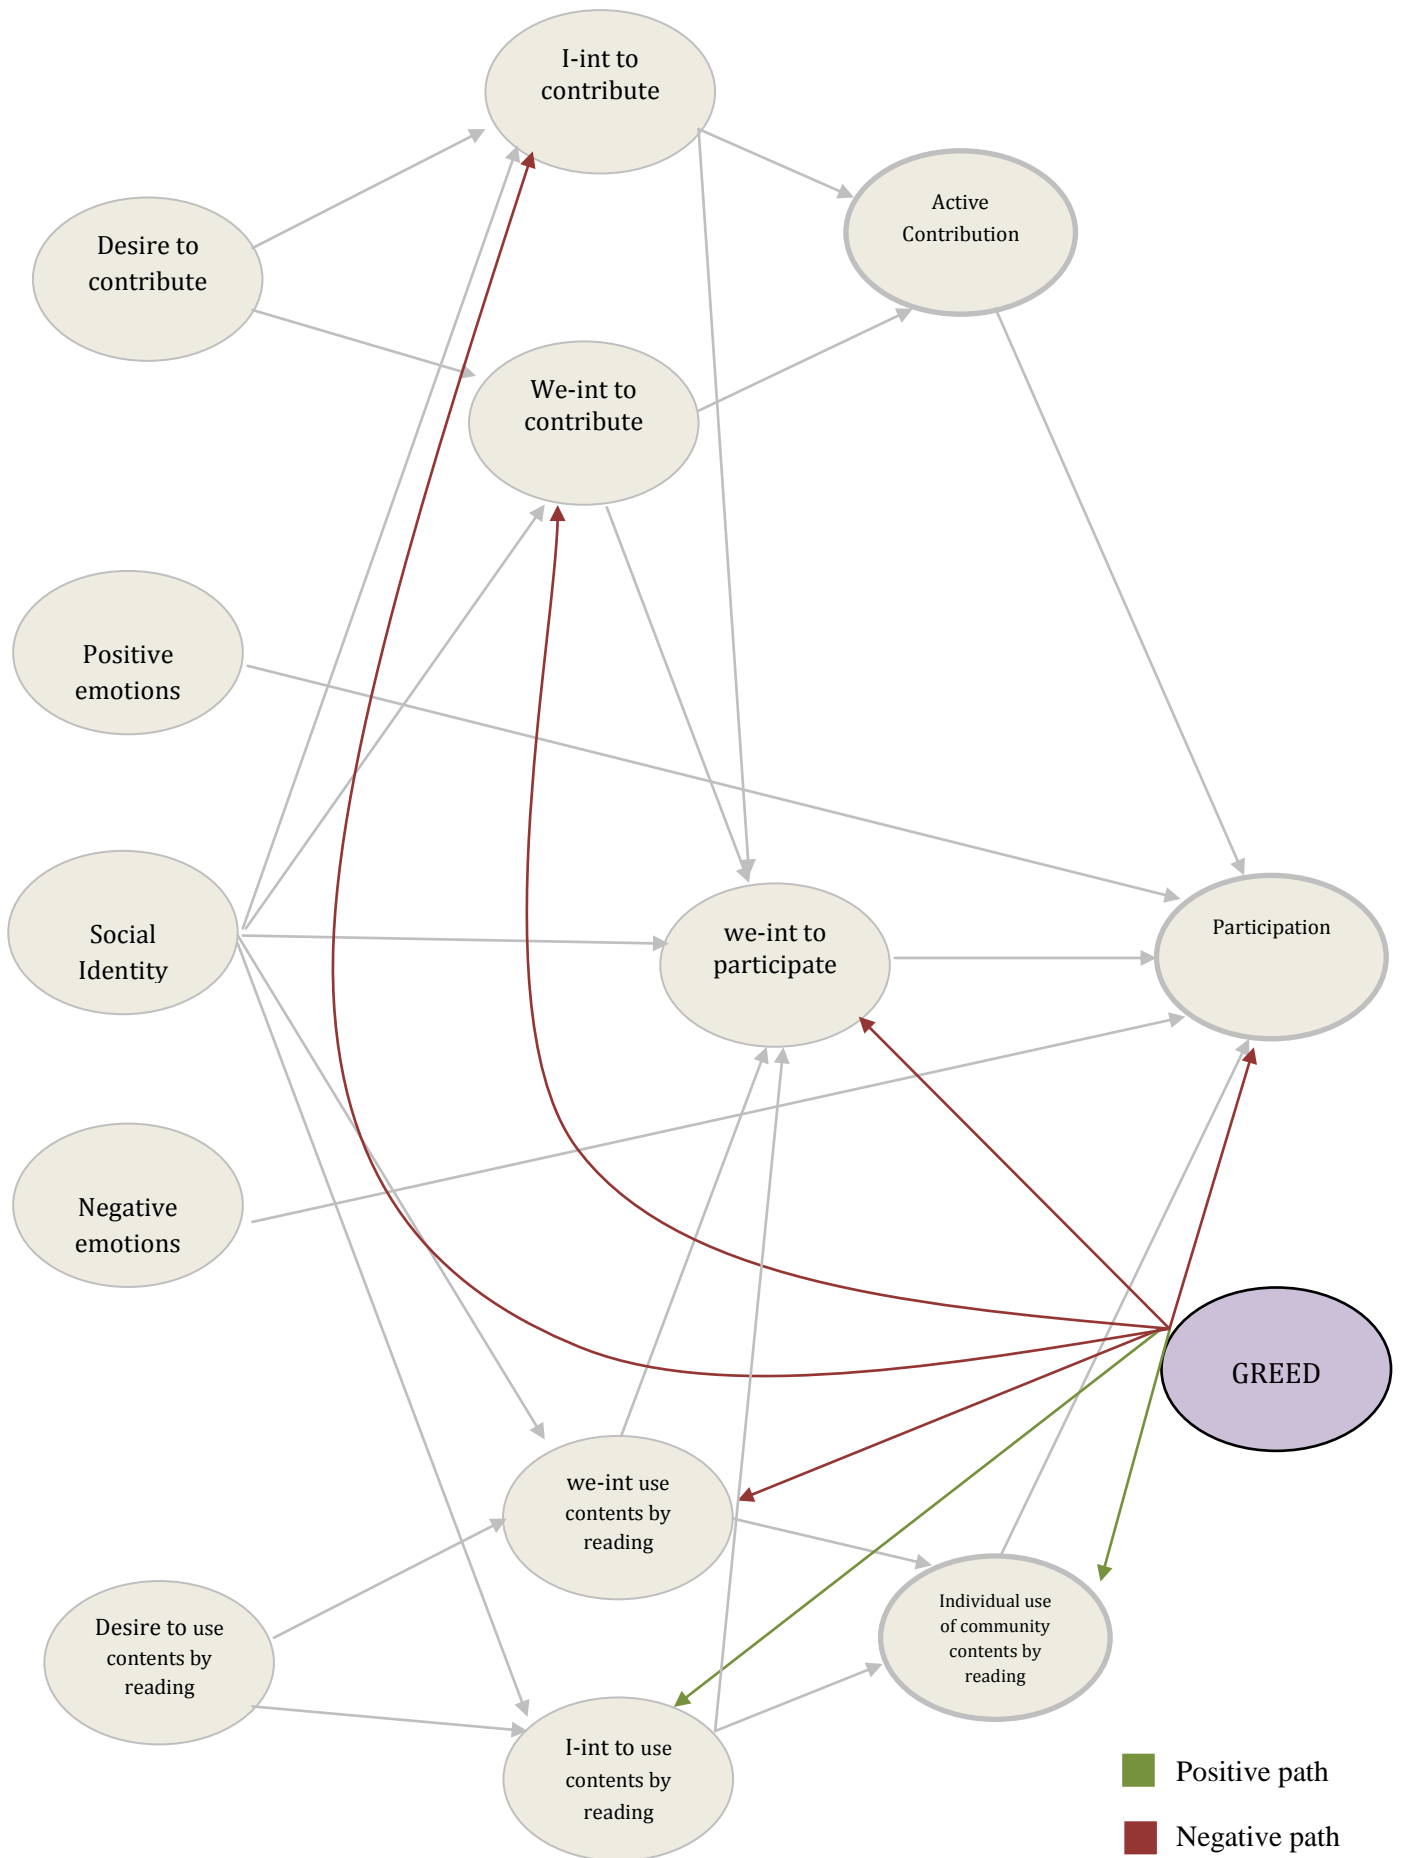 I-int to
contribute
Active
Contribution
Desire to
contribute
We-int to
contribute
Positive
emotions
Social
Identity
we-int to
participate
Participation
Negative
emotions
GREED
we-int use
contents by
reading
Desire to use
contents by
reading
Individual use
of community
contents by
reading
I-int to use
contents by
reading
Positive path
Negative path